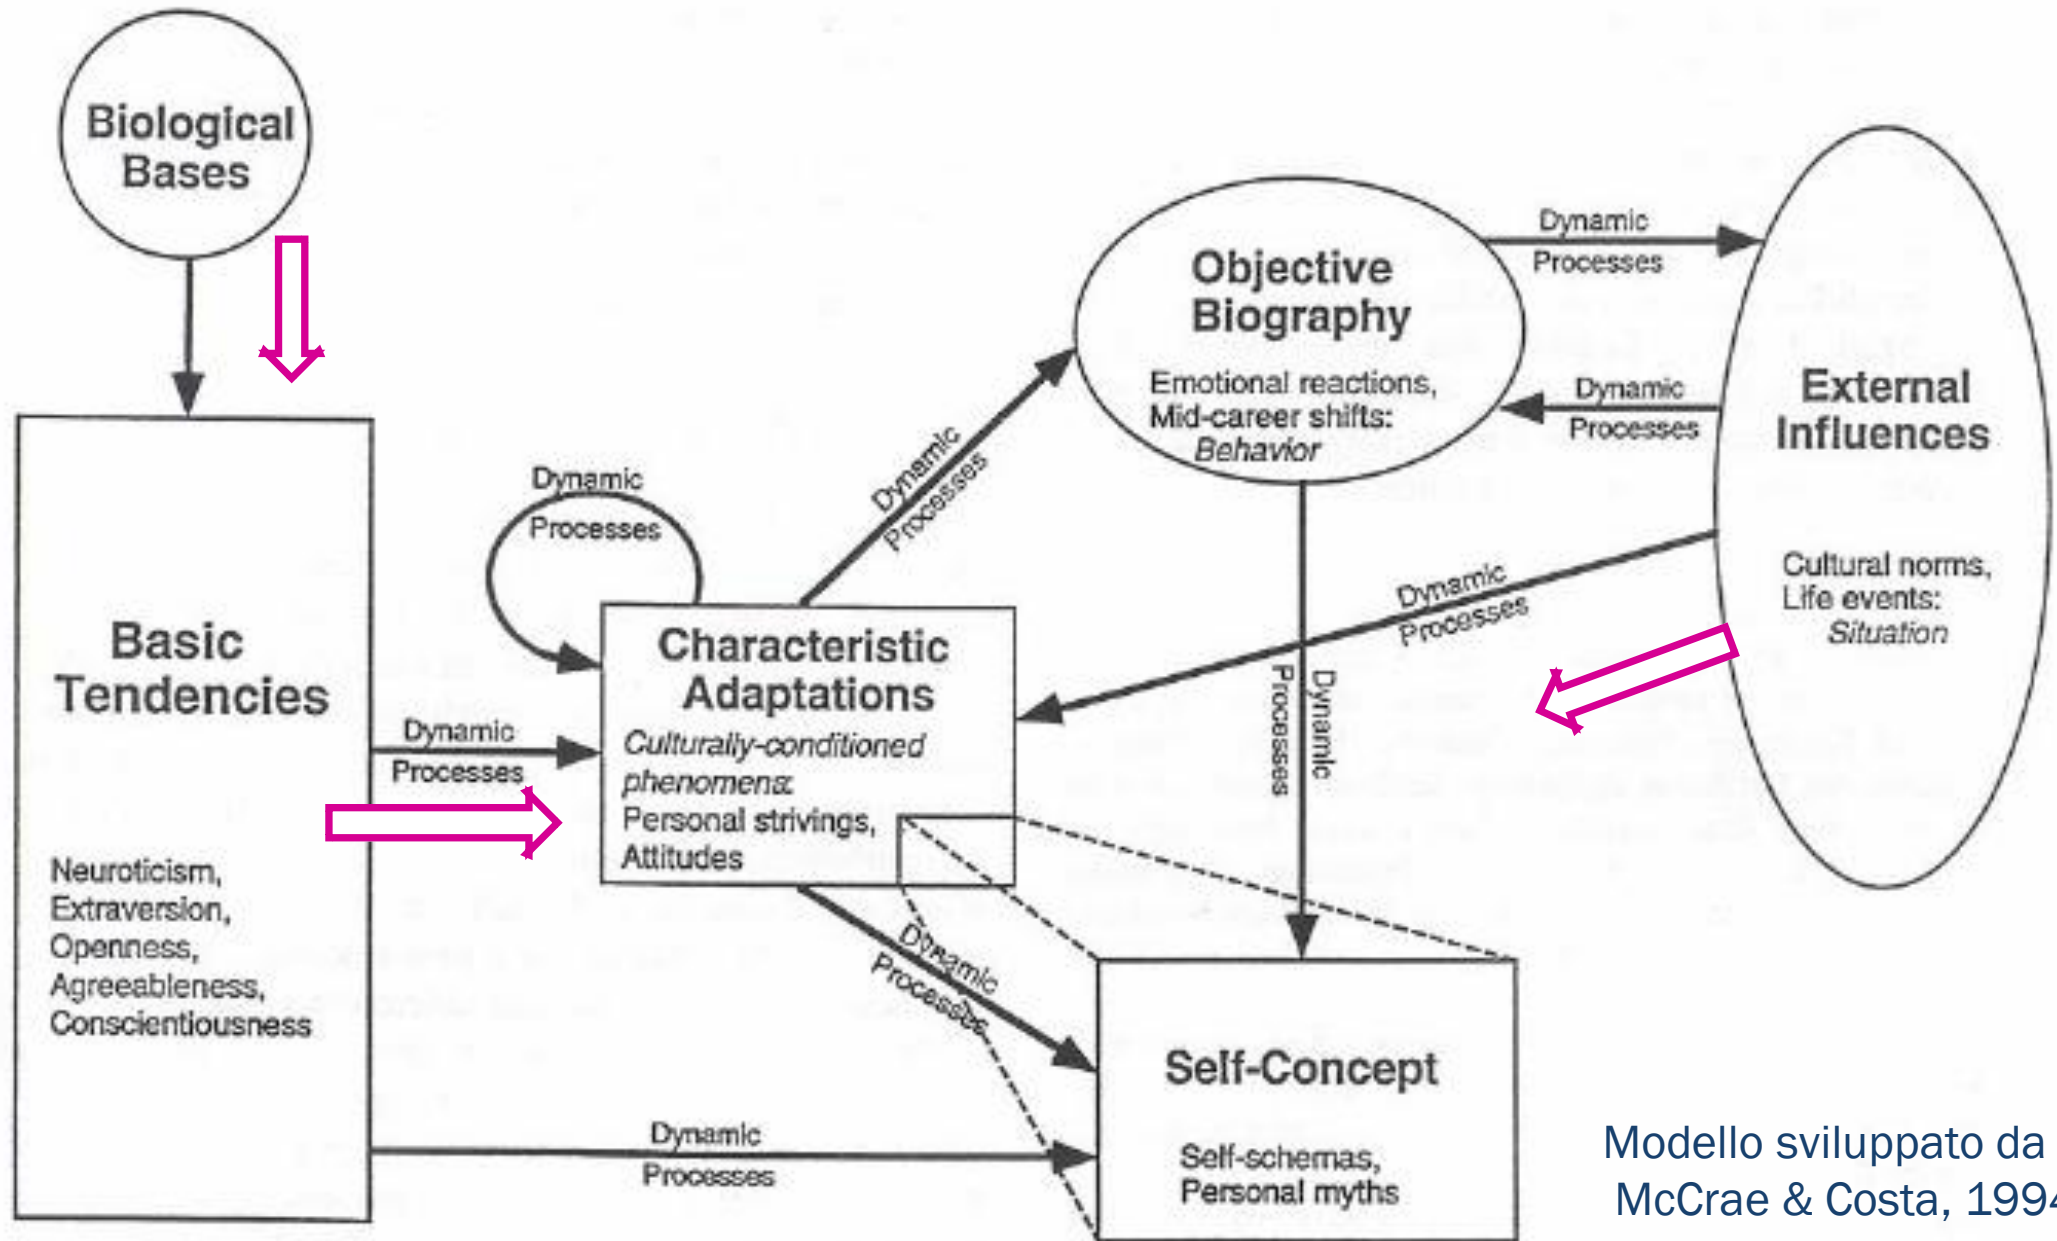 Biological
Bases
Basic
Tendencies
Neuroticism,
Extraversion,
Openness,
Agreeableness,
Conscientiousness
Dynamic
Processes
Dynamic
Processes
Characteristic
Adaptations
Culturally-conditioned
phenomena:
Personal strivings,
Attitudes
Dynamic
Processes
Objective
Biography
Emotional reactions,
Mid-career shifts:
Behavior
Dynamic
Processes
Dynamic
Processes
External
Influences
Cultural norms,
Life events:
Situation
Dynamic
Processes
Dynamic
Processes
Dynamic
Processes
Dynamic
Processes
Self-Concept
Self-schemas,
Personal myths
Modello sviluppato da
McCrae & Costa, 1994